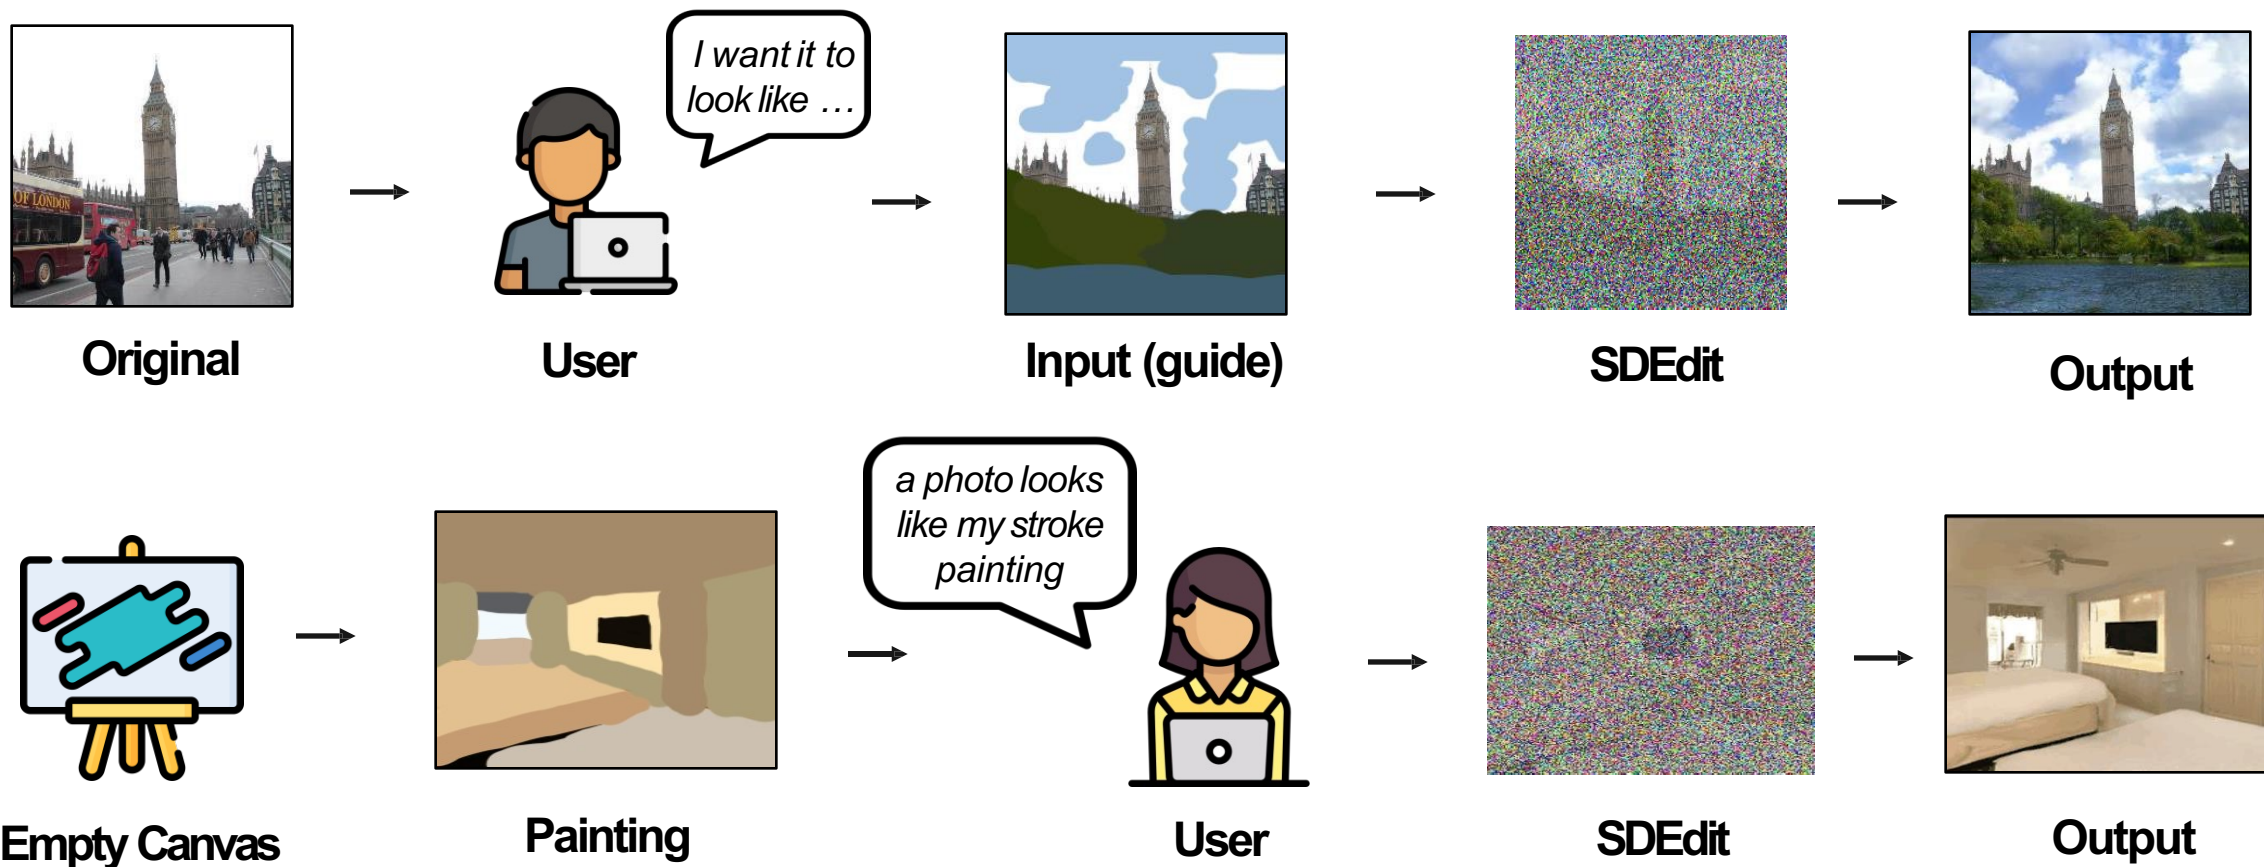 I want it to
look like …
OF LONDON
Original
User
Input (guide)
SDEdit
Output
a photo looks
like my stroke
painting
Empty Canvas
Painting
User
SDEdit
Output